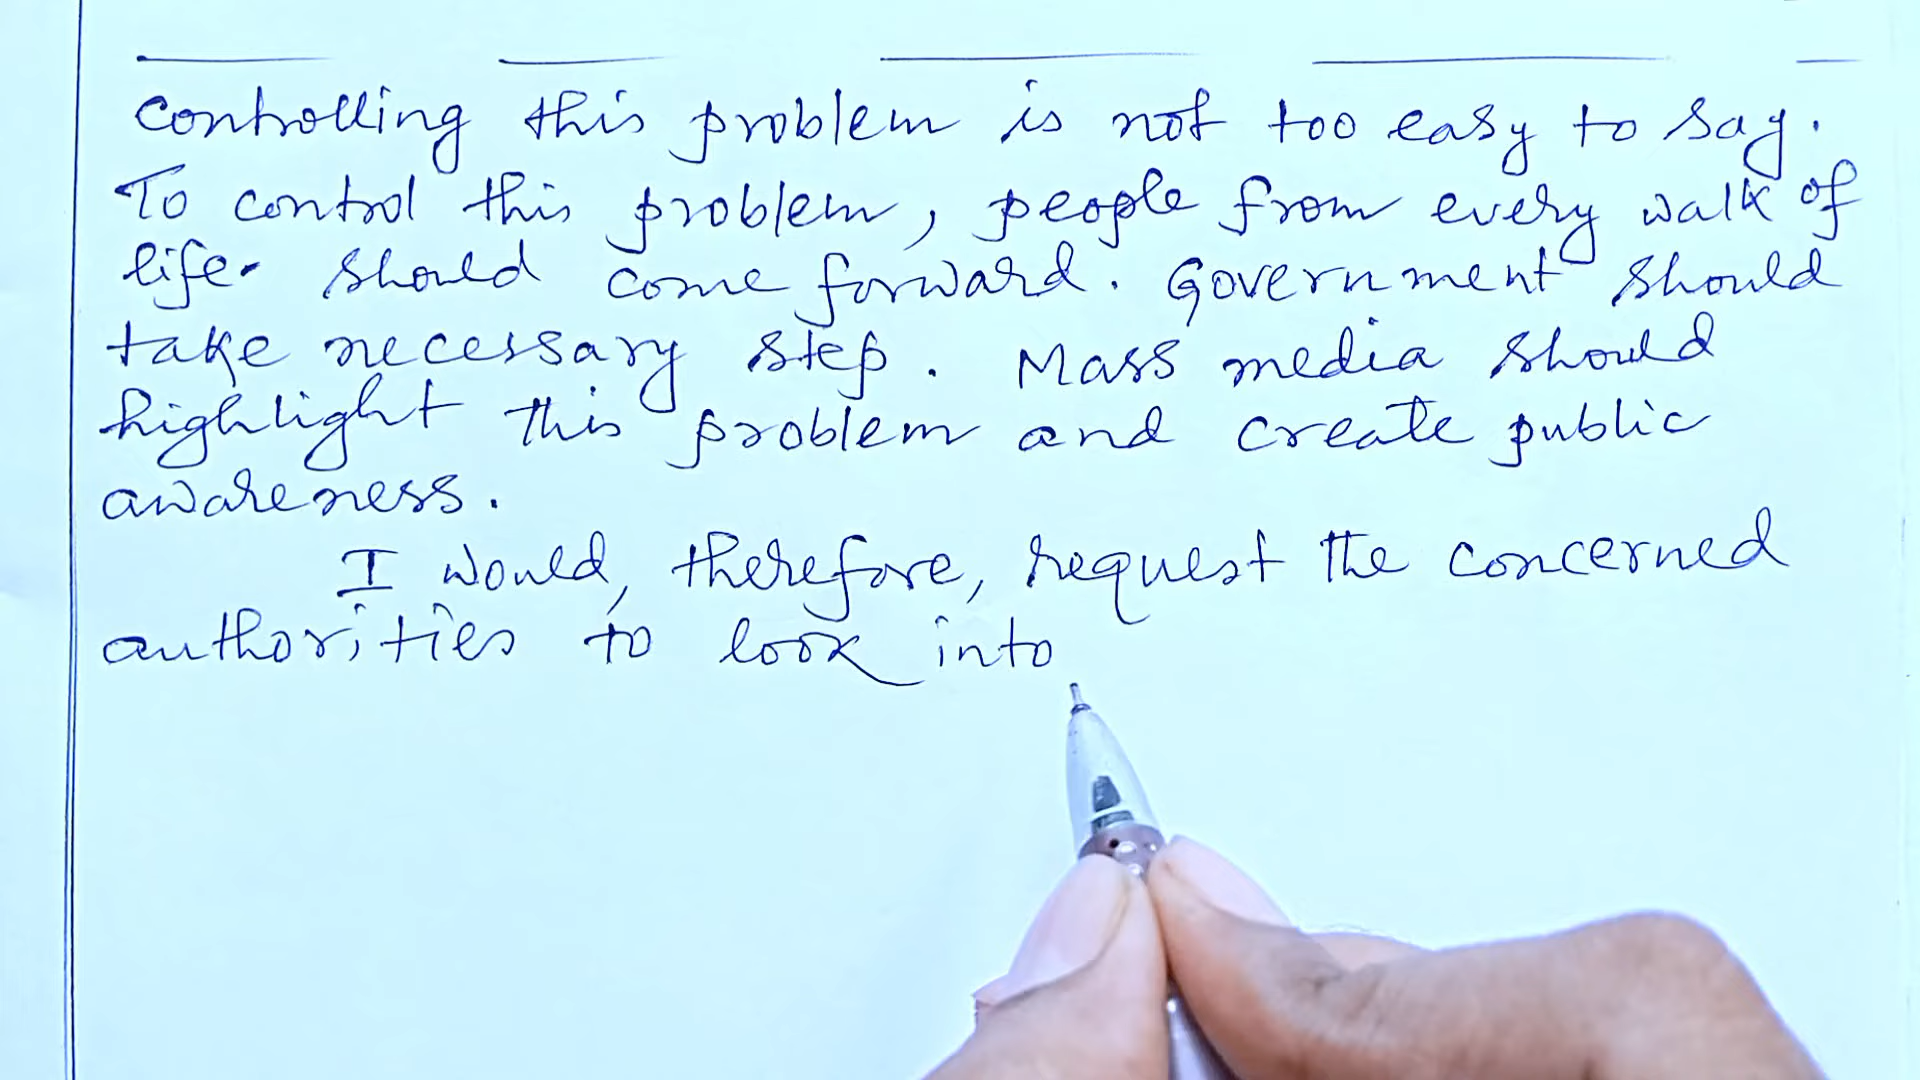 controlling this problem is not too easy to say.
To control this problem, people from every walk of
life should come forward. Government should
take necessary step. Mass media should
highlight this problem and create public
awareness.
I would, therefore, request the concerned
authorities to look into